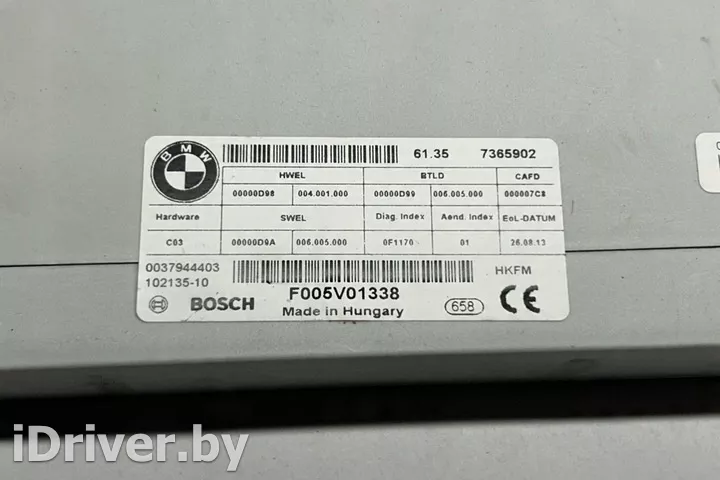 BMW
61.35 7365902
HWEL BTLD CAFD
00000D98 004.001.000 00000D99 006.005.000 000007C8
Hardware SWEL Diag. Index Aend. Index EoL-DATUM
C03 00000D9A 006.005.000 0F1170 01 26.08.13
0037944403 HKFM
102135-10
BOSCH F005V01338
Made in Hungary 658 CE
iDriver.by